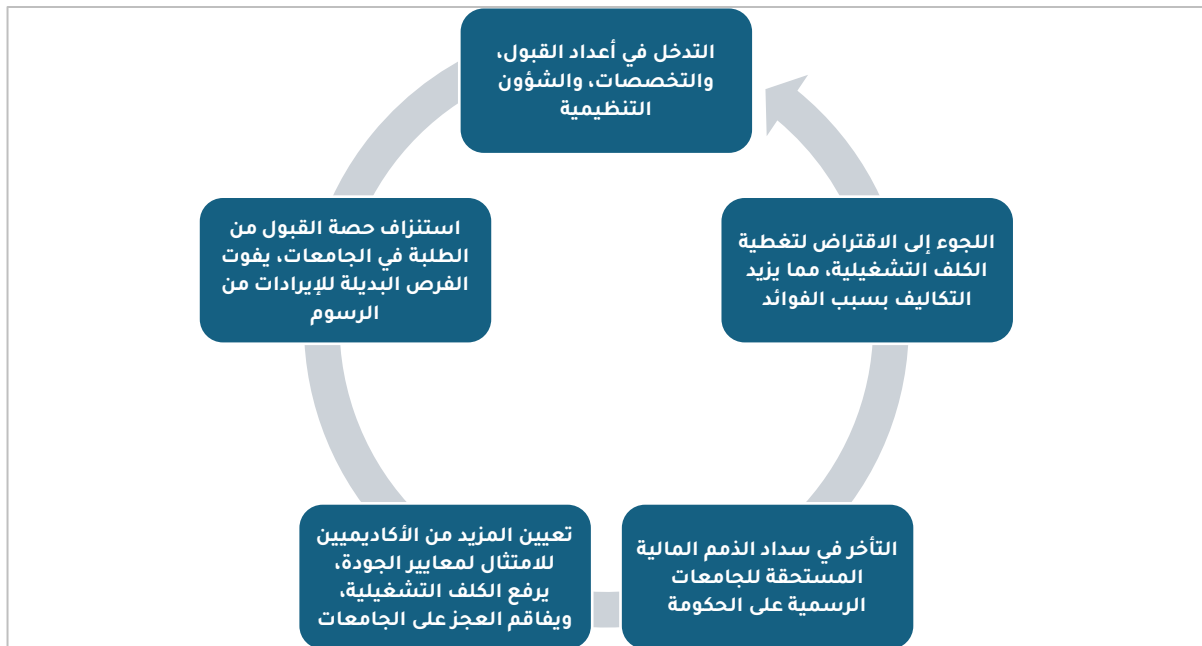 التدخل في أعداد القبول،
والتخصصات، والشؤون
التنظيمية
استنزاف حصة القبول من
الطلبة في الجامعات، يفوت
الفرص البديلة للإيرادات من
الرسوم
تعيين المزيد من الأكاديميين
للامتثال لمعايير الجودة،
يرفع الكلف التشغيلية،
ويفاقم العجز على الجامعات
التأخر في سداد الذمم المالية
المستحقة للجامعات
الرسمية على الحكومة
اللجوء إلى الاقتراض لتغطية
الكلف التشغيلية، مما يزيد
التكاليف بسبب الفوائد